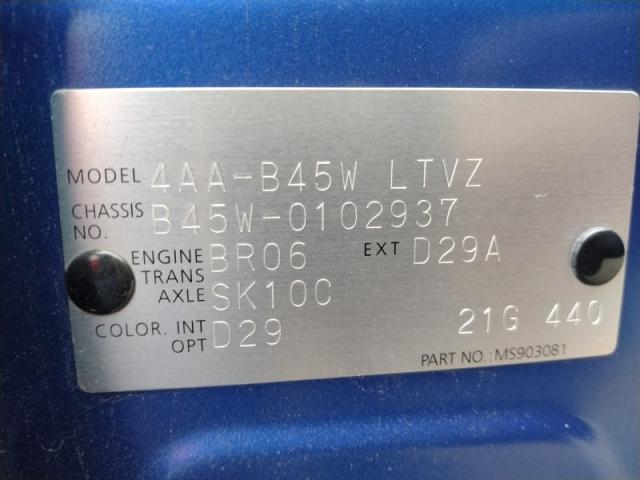 MODEL 4AA-B45W LTVZ
CHASSIS NO. B45W-0102937
ENGINE BR06 EXT D29A
TRANS AXLE SK10C
COLOR. INT OPT D29 21G 440
PART NO.: MS903081